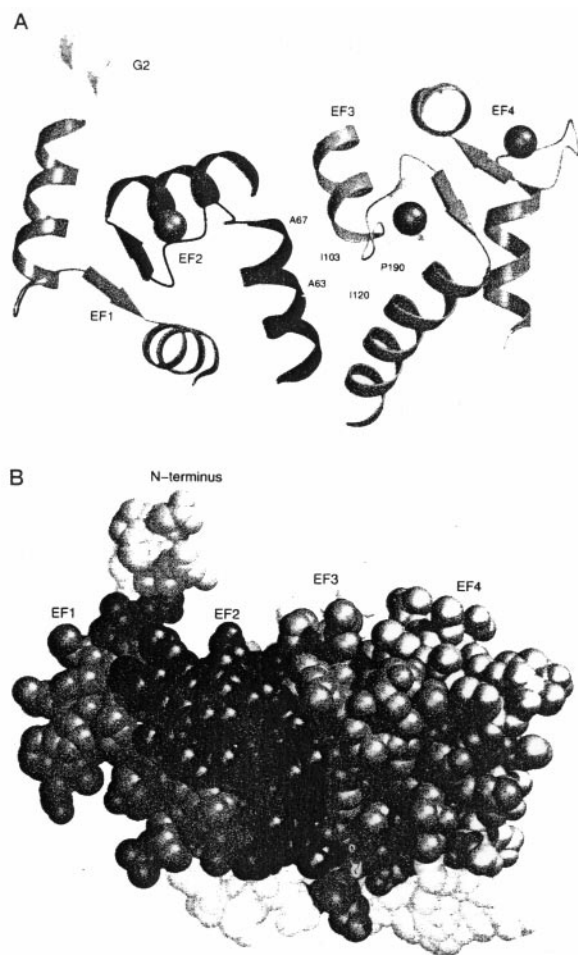 A
G2
EF3
EF4
A67
EF2
I103
P190
A63
I120
EF1
B
N-terminus
EF3
EF1
EF2
EF4